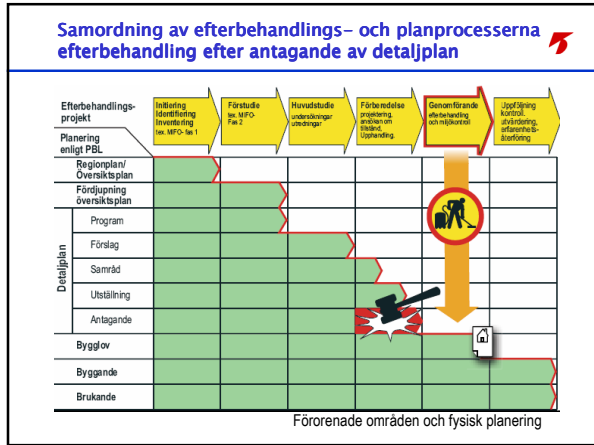 Samordning av efterbehandlings- och planprocesserna
efterbehandling efter antagande av detaljplan
Efterbehandlings-
projekt
Planering
enligt PBL
Initiering
Identifiering
Inventering
tex. MIFO- fas 1
Förstudie
tex. MIFO-
Fas 2
Huvudstudie
undersökningar
utredningar
Förberedelse
projektering,
ansökan om
tillstånd,
Upphandling.
Genomförande
efterbehandling
och miljökontroll
Uppföljning
kontroll,
utvärdering,
erfarenhets-
återföring
Regionplan/
Översiktsplan
Fördjupning
översiktsplan
Detaljplan
Program
Förslag
Samråd
Utställning
Antagande
Bygglov
Byggande
Brukande
Förorenade områden och fysisk planering